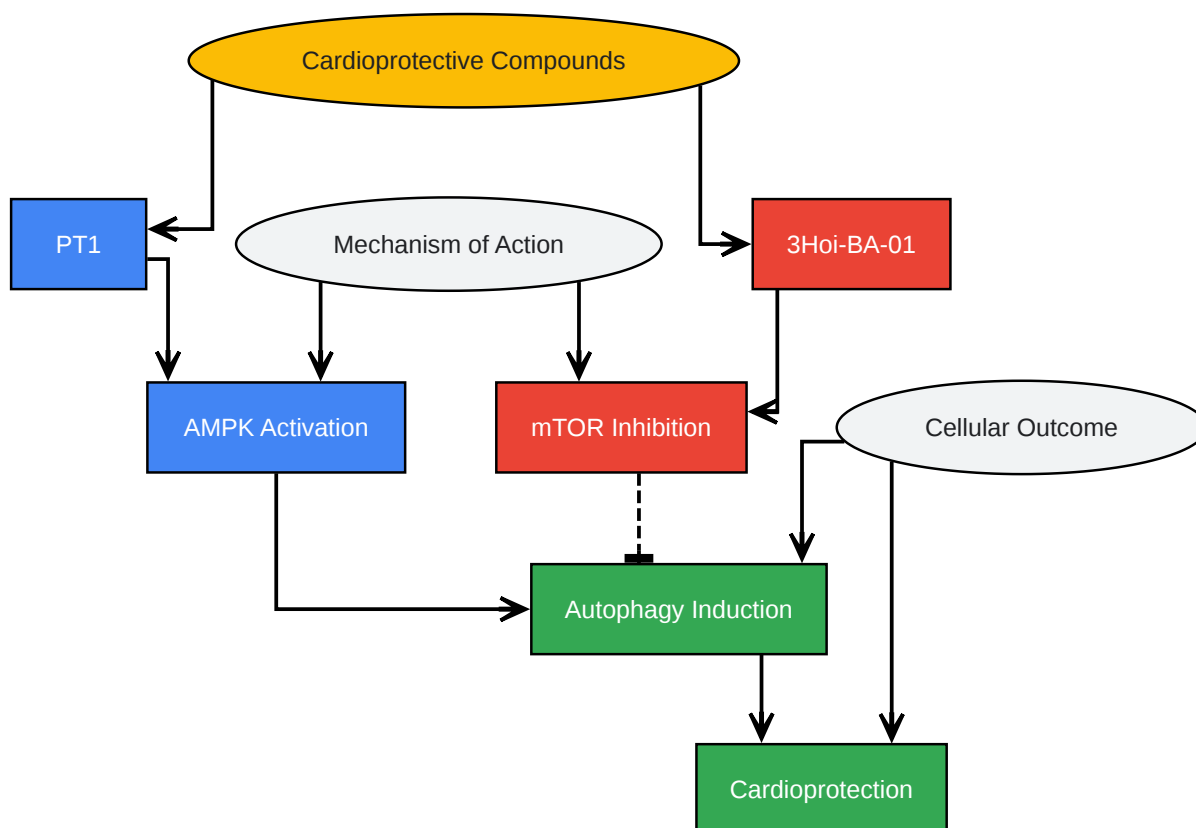 Cardioprotective Compounds
PT1
Mechanism of Action
3Hoi-BA-01
AMPK Activation
mTOR Inhibition
Cellular Outcome
Autophagy Induction
Cardioprotection